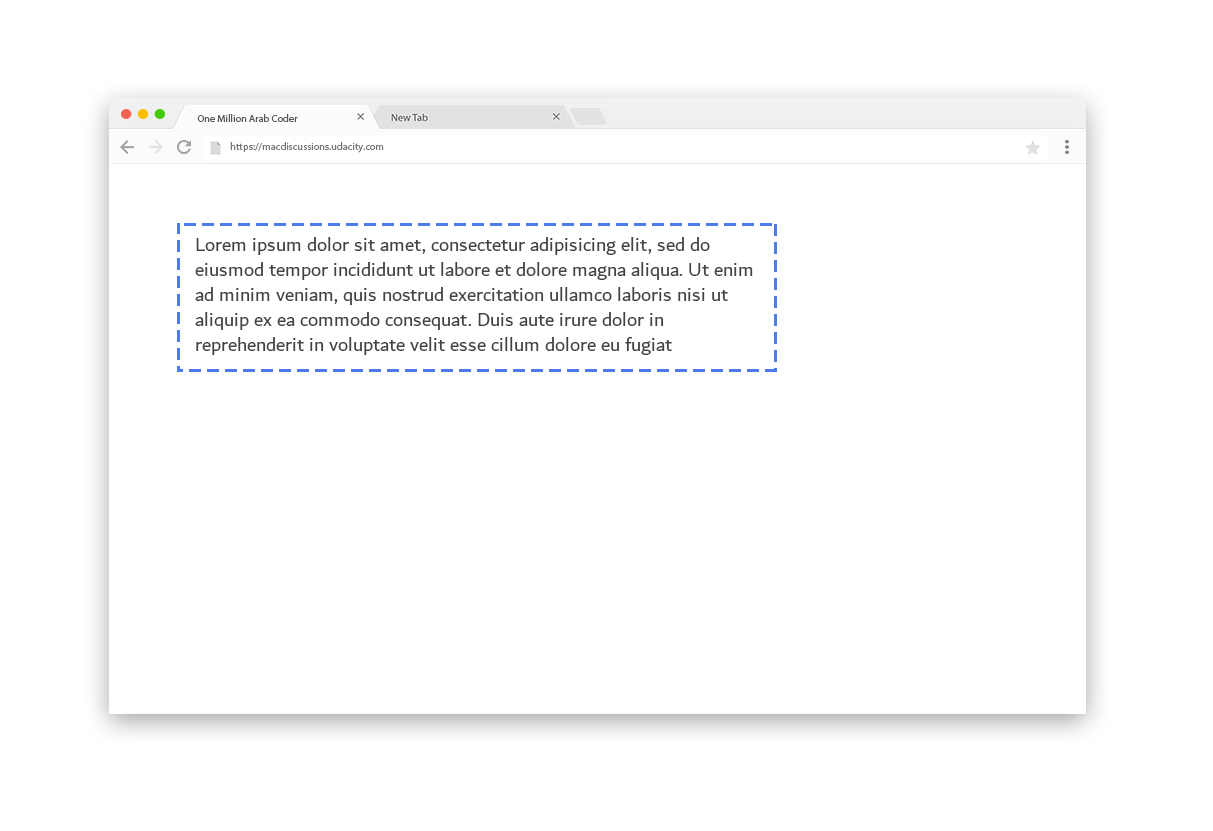 One Million Arab Coder
New Tab
https://macdiscussions.udacity.com
Lorem ipsum dolor sit amet, consectetur adipisicing elit, sed do
eiusmod tempor incididunt ut labore et dolore magna aliqua. Ut enim
ad minim veniam, quis nostrud exercitation ullamco laboris nisi ut
aliquip ex ea commodo consequat. Duis aute irure dolor in
reprehenderit in voluptate velit esse cillum dolore eu fugiat